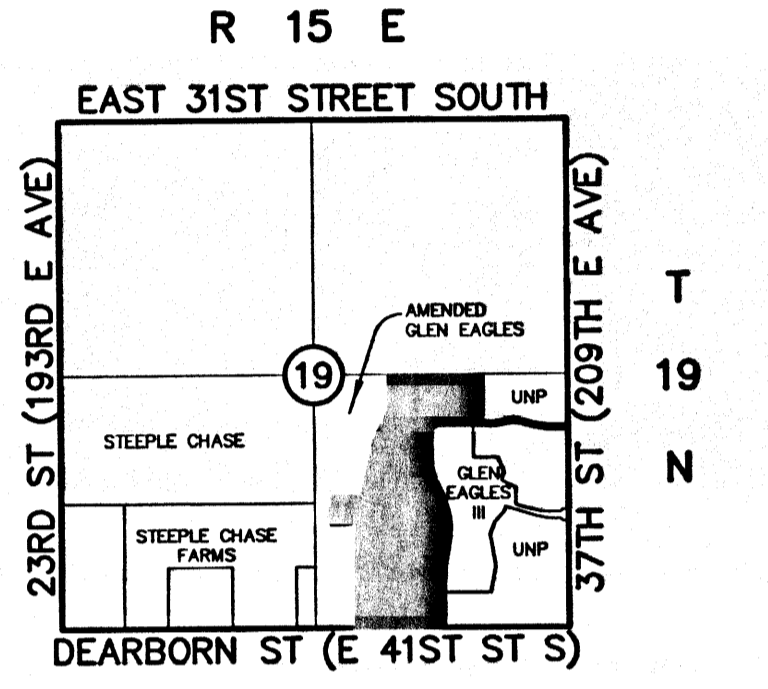 R 15 E
EAST 31ST STREET SOUTH
23RD ST (193RD E AVE)
37TH ST (209TH E AVE)
T
19
N
AMENDED
GLEN EAGLES
19
UNP
STEEPLE CHASE
GLEN
EAGLES
III
STEEPLE CHASE
FARMS
UNP
DEARBORN ST (E 41ST ST S)